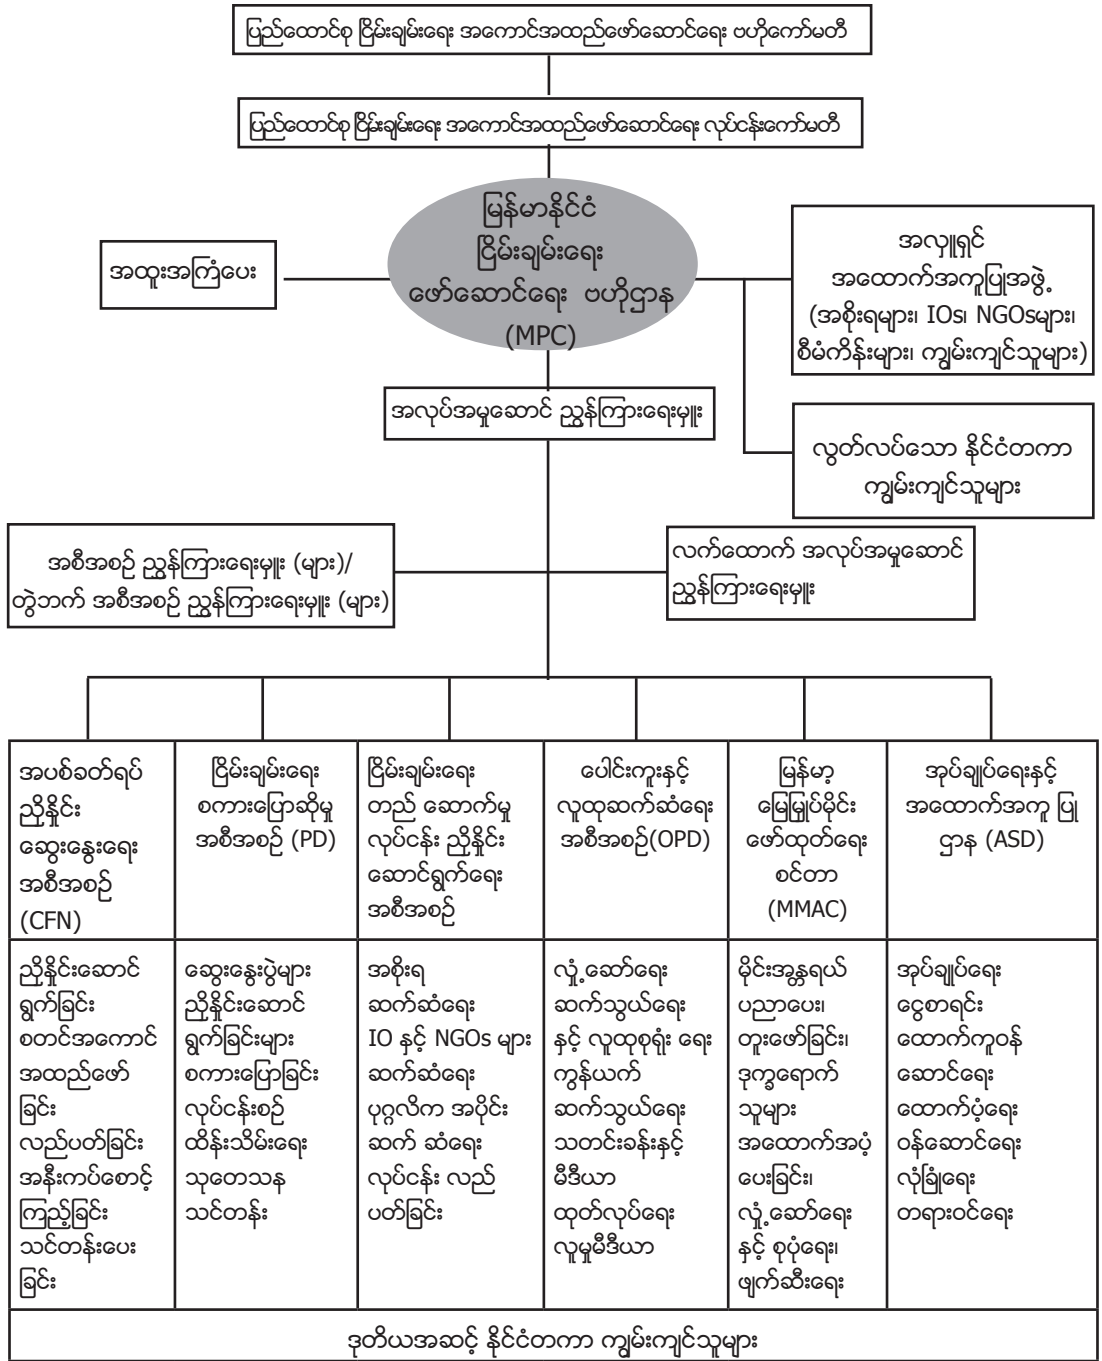 ပြည်ထောင်စု ငြိမ်းချမ်းရေး အကောင်အထည်ဖော်ဆောင်ရေး ဗဟိုကော်မတီ
ပြည်ထောင်စု ငြိမ်းချမ်းရေး အကောင်အထည်ဖော်ဆောင်ရေး လုပ်ငန်းကော်မတီ
မြန်မာနိုင်ငံ
ငြိမ်းချမ်းရေး
ဖော်ဆောင်ရေး ဗဟိုဌာန
(MPC)
အထူးအကြံပေး
အလှူရှင်
အထောက်အကူပြုအဖွဲ့
(အစိုးရများ၊ IOs၊ NGOsများ၊
စီမံကိန်းများ၊ ကျွမ်းကျင်သူများ)
အလုပ်အမှုဆောင် ညွှန်ကြားရေးမှူး
လွတ်လပ်သော နိုင်ငံတကာ
ကျွမ်းကျင်သူများ
အစီအစဉ် ညွှန်ကြားရေးမှူး (များ)/
တွဲဘက် အစီအစဉ် ညွှန်ကြားရေးမှူး (များ)
လက်ထောက် အလုပ်အမှုဆောင်
ညွှန်ကြားရေးမှူး
အပစ်ခတ်ရပ်
ညှိနှိုင်း
ဆွေးနွေးရေး
အစီအစဉ်
(CFN)
ငြိမ်းချမ်းရေး
စကားပြောဆိုမှု
အစီအစဉ် (PD)
ငြိမ်းချမ်းရေး
တည် ဆောက်မှု
လုပ်ငန်း ညှိနှိုင်း
ဆောင်ရွက်ရေး
အစီအစဉ်
ပေါင်းကူးနှင့်
လူထုဆက်ဆံရေး
အစီအစဉ်(OPD)
မြန်မာ့
မြေမြှုပ်မိုင်း
ဖော်ထုတ်ရေး
စင်တာ
(MMAC)
အုပ်ချုပ်ရေးနှင့်
အထောက်အကူ ပြု
ဌာန (ASD)
ညှိနှိုင်းဆောင်
ရွက်ခြင်း
စတင်အကောင်
အထည်ဖော်
ခြင်း
လည်ပတ်ခြင်း
အနီးကပ်စောင့်
ကြည့်ခြင်း
သင်တန်းပေး
ခြင်း
ဆွေးနွေးပွဲများ
ညှိနှိုင်းဆောင်
ရွက်ခြင်းများ
စကားပြောခြင်း
လုပ်ငန်းစဉ်
ထိန်းသိမ်းရေး
သုတေသန
သင်တန်း
အစိုးရ
ဆက်ဆံရေး
IO နှင့် NGOs များ
ဆက်ဆံရေး
ပုဂ္ဂလိက အပိုင်း
ဆက် ဆံရေး
လုပ်ငန်း လည်
ပတ်ခြင်း
လှုံ့ဆော်ရေး
ဆက်သွယ်ရေး
နှင့် လူထုစုရုံး ရေး
ကွန်ယက်
ဆက်သွယ်ရေး
သတင်းခန်းနှင့်
မီဒီယာ
ထုတ်လုပ်ရေး
လူမှုမီဒီယာ
မိုင်းအန္တရယ်
ပညာပေး၊
တူးဖော်ခြင်း၊
ဒုက္ခရောက်
သူများ
အထောက်အပံ့
ပေးခြင်း၊
လှုံ့ဆော်ရေး
နှင့် စုပုံရေး၊
ဖျက်ဆီးရေး
အုပ်ချုပ်ရေး
ငွေစာရင်း
ထောက်ကူဝန်
ဆောင်ရေး
ထောက်ပံ့ရေး
ဝန်ဆောင်ရေး
လုံခြုံရေး
တရားဝင်ရေး
ဒုတိယအဆင့် နိုင်ငံတကာ ကျွမ်းကျင်သူများ